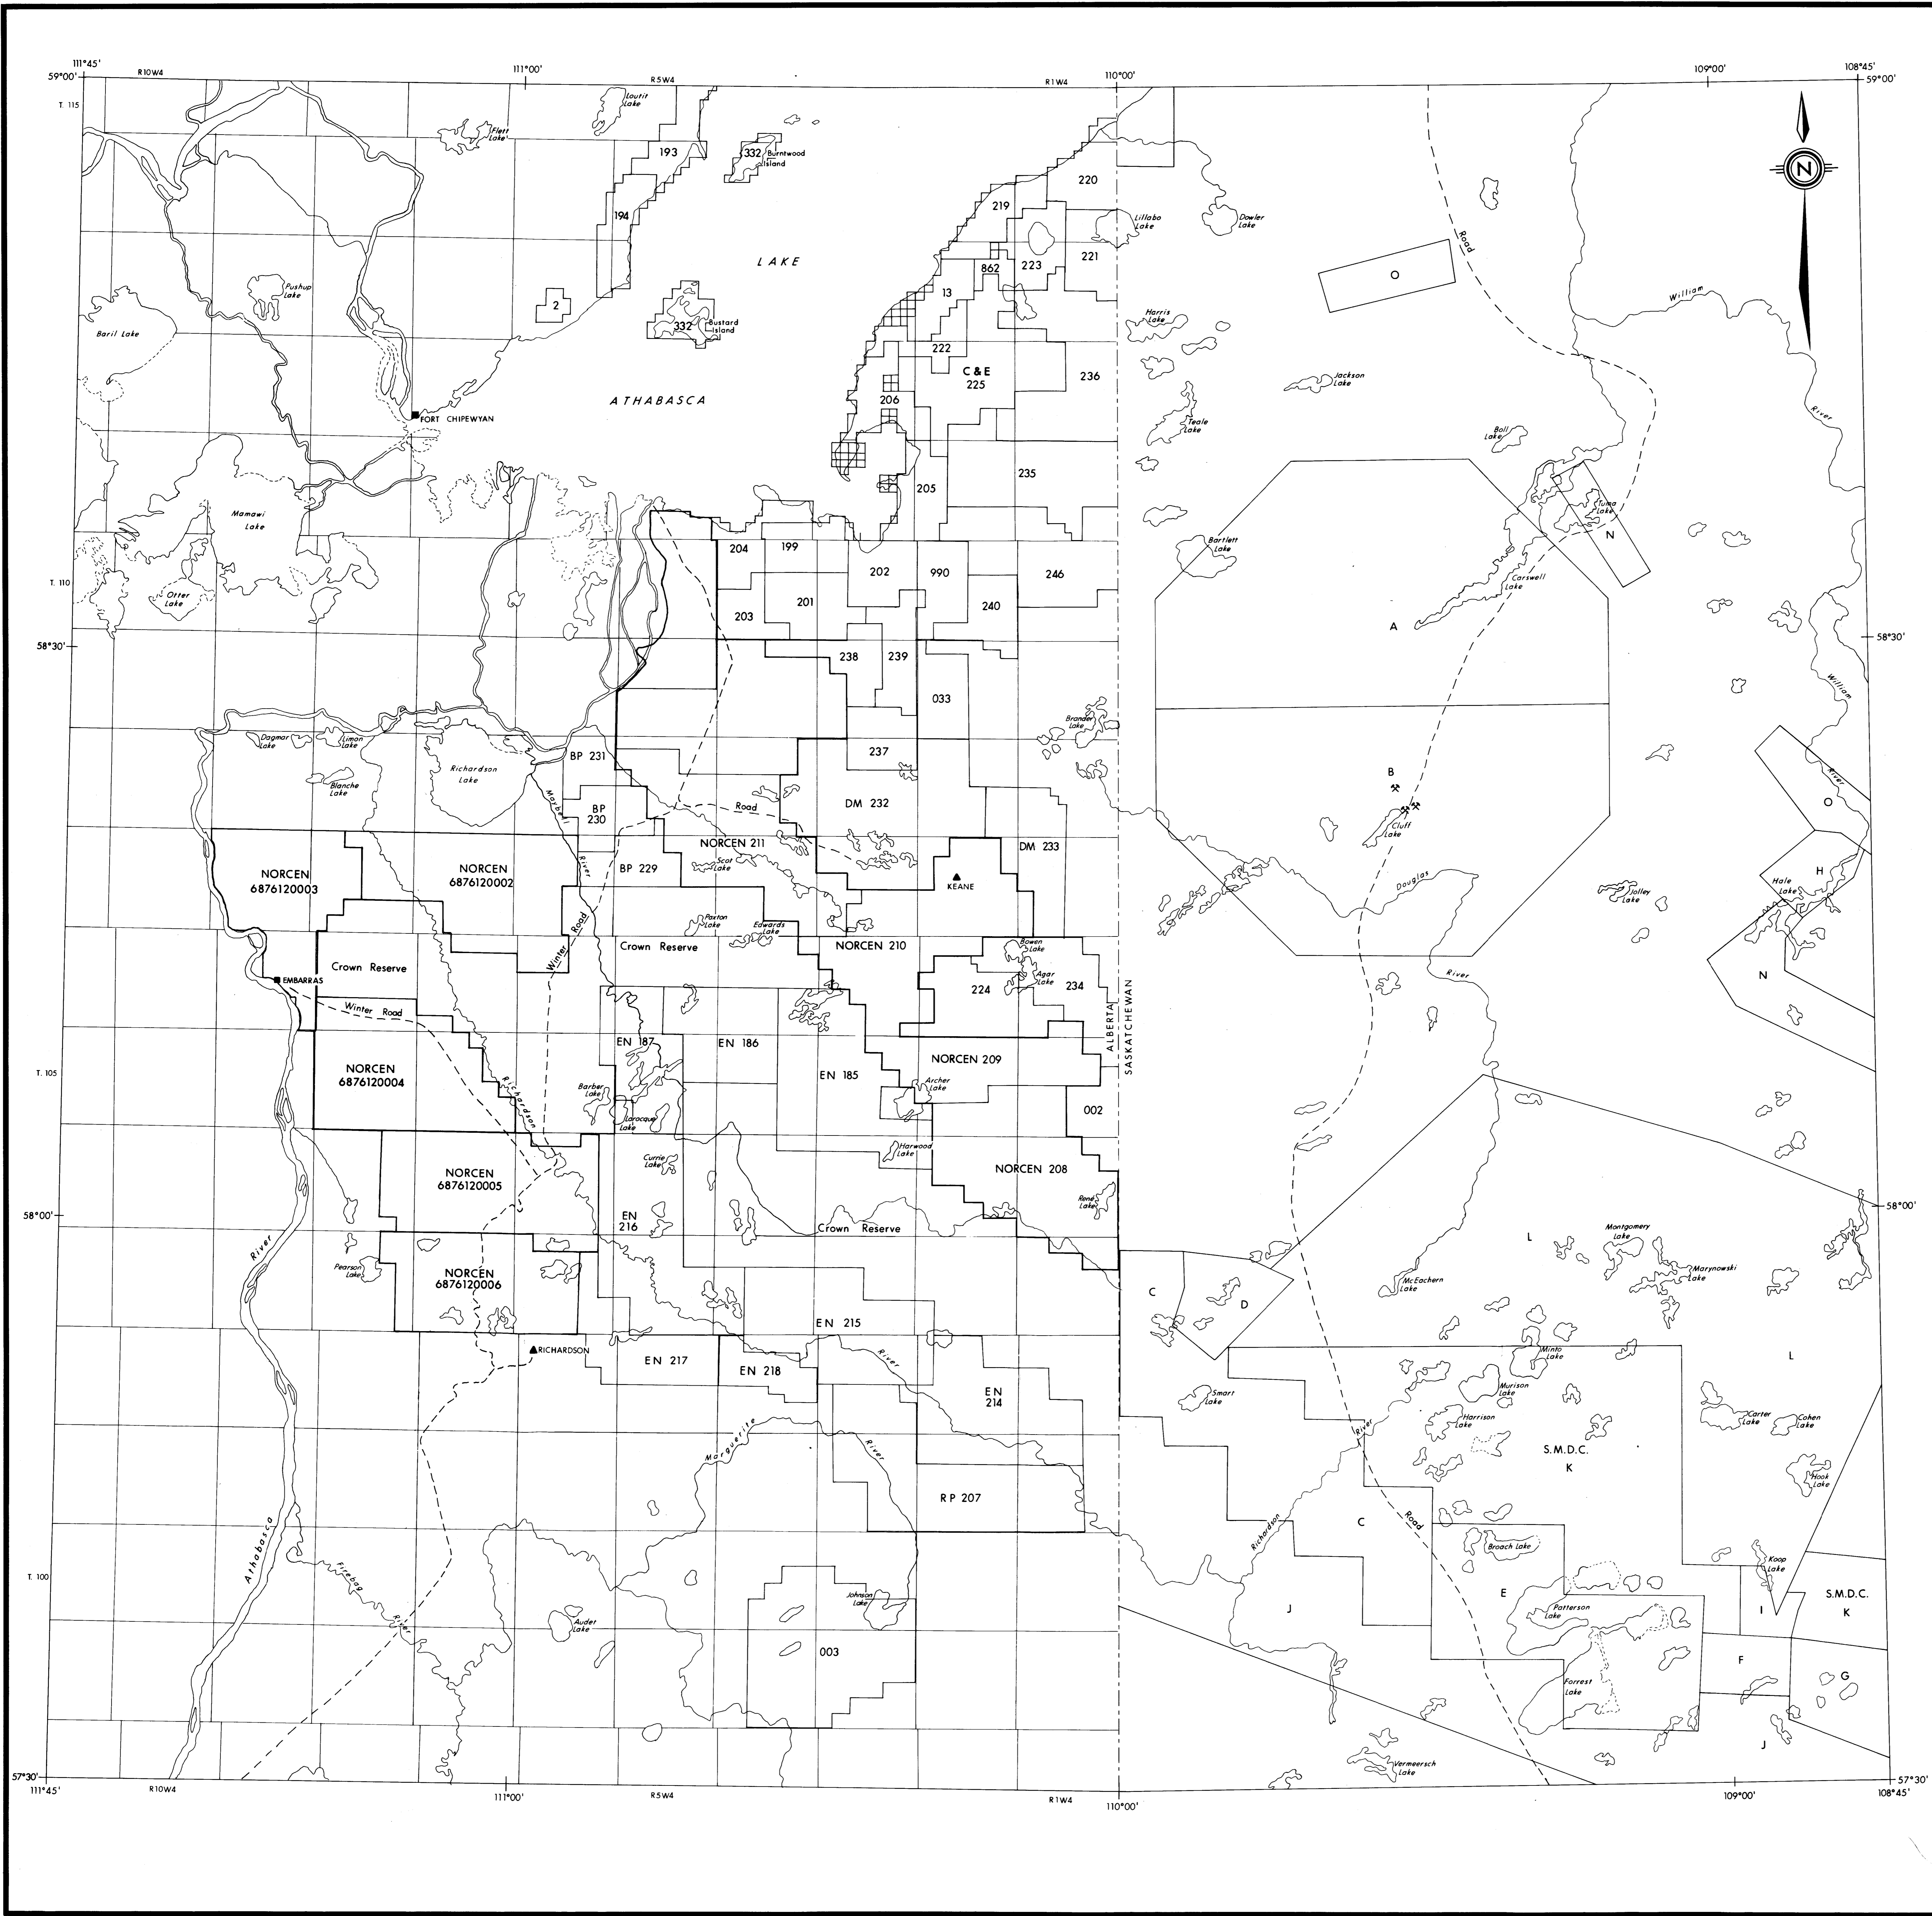 111°45'
R10W4
111°00'
R5W4
R1W4
110°00'
109°00'
108°45'
59°00'
59°00'
T. 115
N
Loutit
Lake
Flett
Lake
193
332
Burntwood
Island
194
220
219
Lillabo
Lake
Dowler
Lake
Road
LAKE
862
223
221
O
Pushup
Lake
2
13
William
332
Bustard
Island
Harris
Lake
Baril Lake
222
C & E
225
236
Jackson
Lake
ATHABASCA
206
River
FORT CHIPEWYAN
Teale
Lake
Boll
Lake
235
205
Mamawi
Lake
Tuma
Lake
N
204
199
Bartlett
Lake
T. 110
202
990
246
Carswell
Lake
Otter
Lake
201
240
203
A
58°30'
58°30'
238
239
033
William
Brander
Lake
Dagmar
Lake
Limon
Lake
237
BP 231
Richardson
Lake
B
River
Blanche
Lake
Maybelle
BP
230
Road
DM 232
O
Cluff
Lake
NORCEN 211
DM 233
River
Scot
Lake
BP 229
NORCEN
6876120003
NORCEN
6876120002
KEANE
Douglas
H
Hale
Lake
Jolley
Lake
Winter Road
Paxton
Lake
Edwards
Lake
Crown Reserve
NORCEN 210
Bowen
Lake
Crown Reserve
Agar
Lake
River
N
EMBARRAS
224
234
Winter Road
ALBERTA
SASKATCHEWAN
EN 187
EN 186
NORCEN 209
T. 105
NORCEN
6876120004
EN 185
Archer
Lake
Barber
Lake
Richardson
Larocque
Lake
002
Harwood
Lake
Currie
Lake
NORCEN 208
NORCEN
6876120005
René
Lake
58°00'
58°00'
EN
216
Crown Reserve
Montgomery
Lake
L
River
Pearson
Lake
NORCEN
6876120006
Marynowski
Lake
McEachern
Lake
C
D
EN 215
RICHARDSON
EN 217
River
Minto
Lake
L
EN 218
EN
214
Smart
Lake
Murison
Lake
Marguerite
River
River
Harrison
Lake
Carter
Lake
Cohen
Lake
S.M.D.C.
K
Hook
Lake
RP 207
Athabasca
Richardson
C
Road
Broach Lake
Koop
Lake
T. 100
Firebag
River
Johnson
Lake
E
Patterson
Lake
S.M.D.C.
K
J
I
Audet
Lake
003
F
G
Forrest
Lake
J
Vermeersch
Lake
57°30'
57°30'
111°45'
R10W4
111°00'
R5W4
R1W4
110°00'
109°00'
108°45'